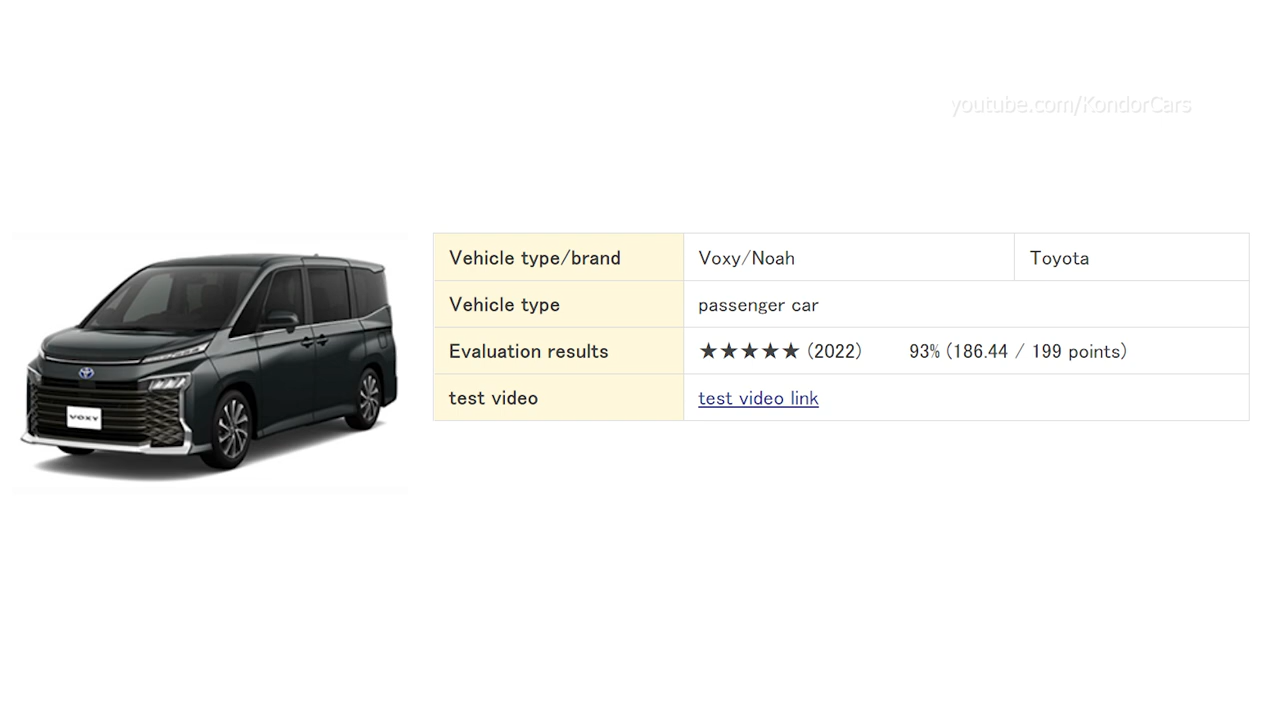 youtube.com/KondorCars
Vehicle type/brand Voxy/Noah Toyota
Vehicle type passenger car
Evaluation results ★★★★★ (2022) 93% (186.44 / 199 points)
test video test video link
VOXY